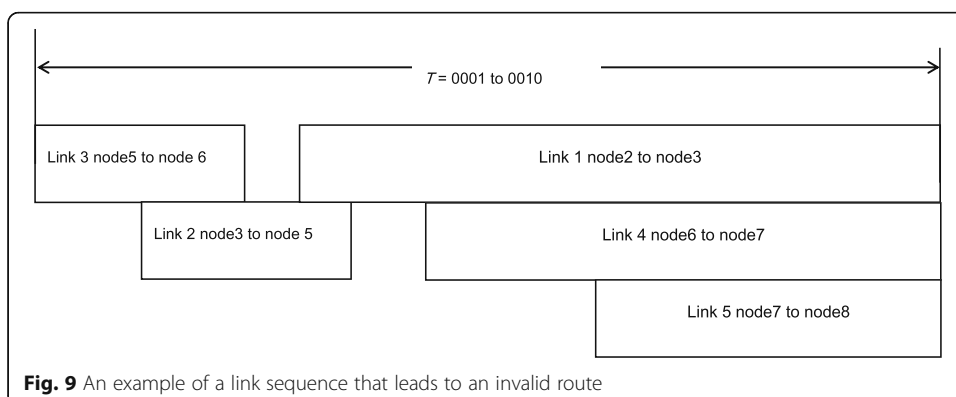 T = 0001 to 0010
Link 3 node5 to node 6
Link 1 node2 to node3
Link 2 node3 to node 5
Link 4 node6 to node7
Link 5 node7 to node8
Fig. 9 An example of a link sequence that leads to an invalid route